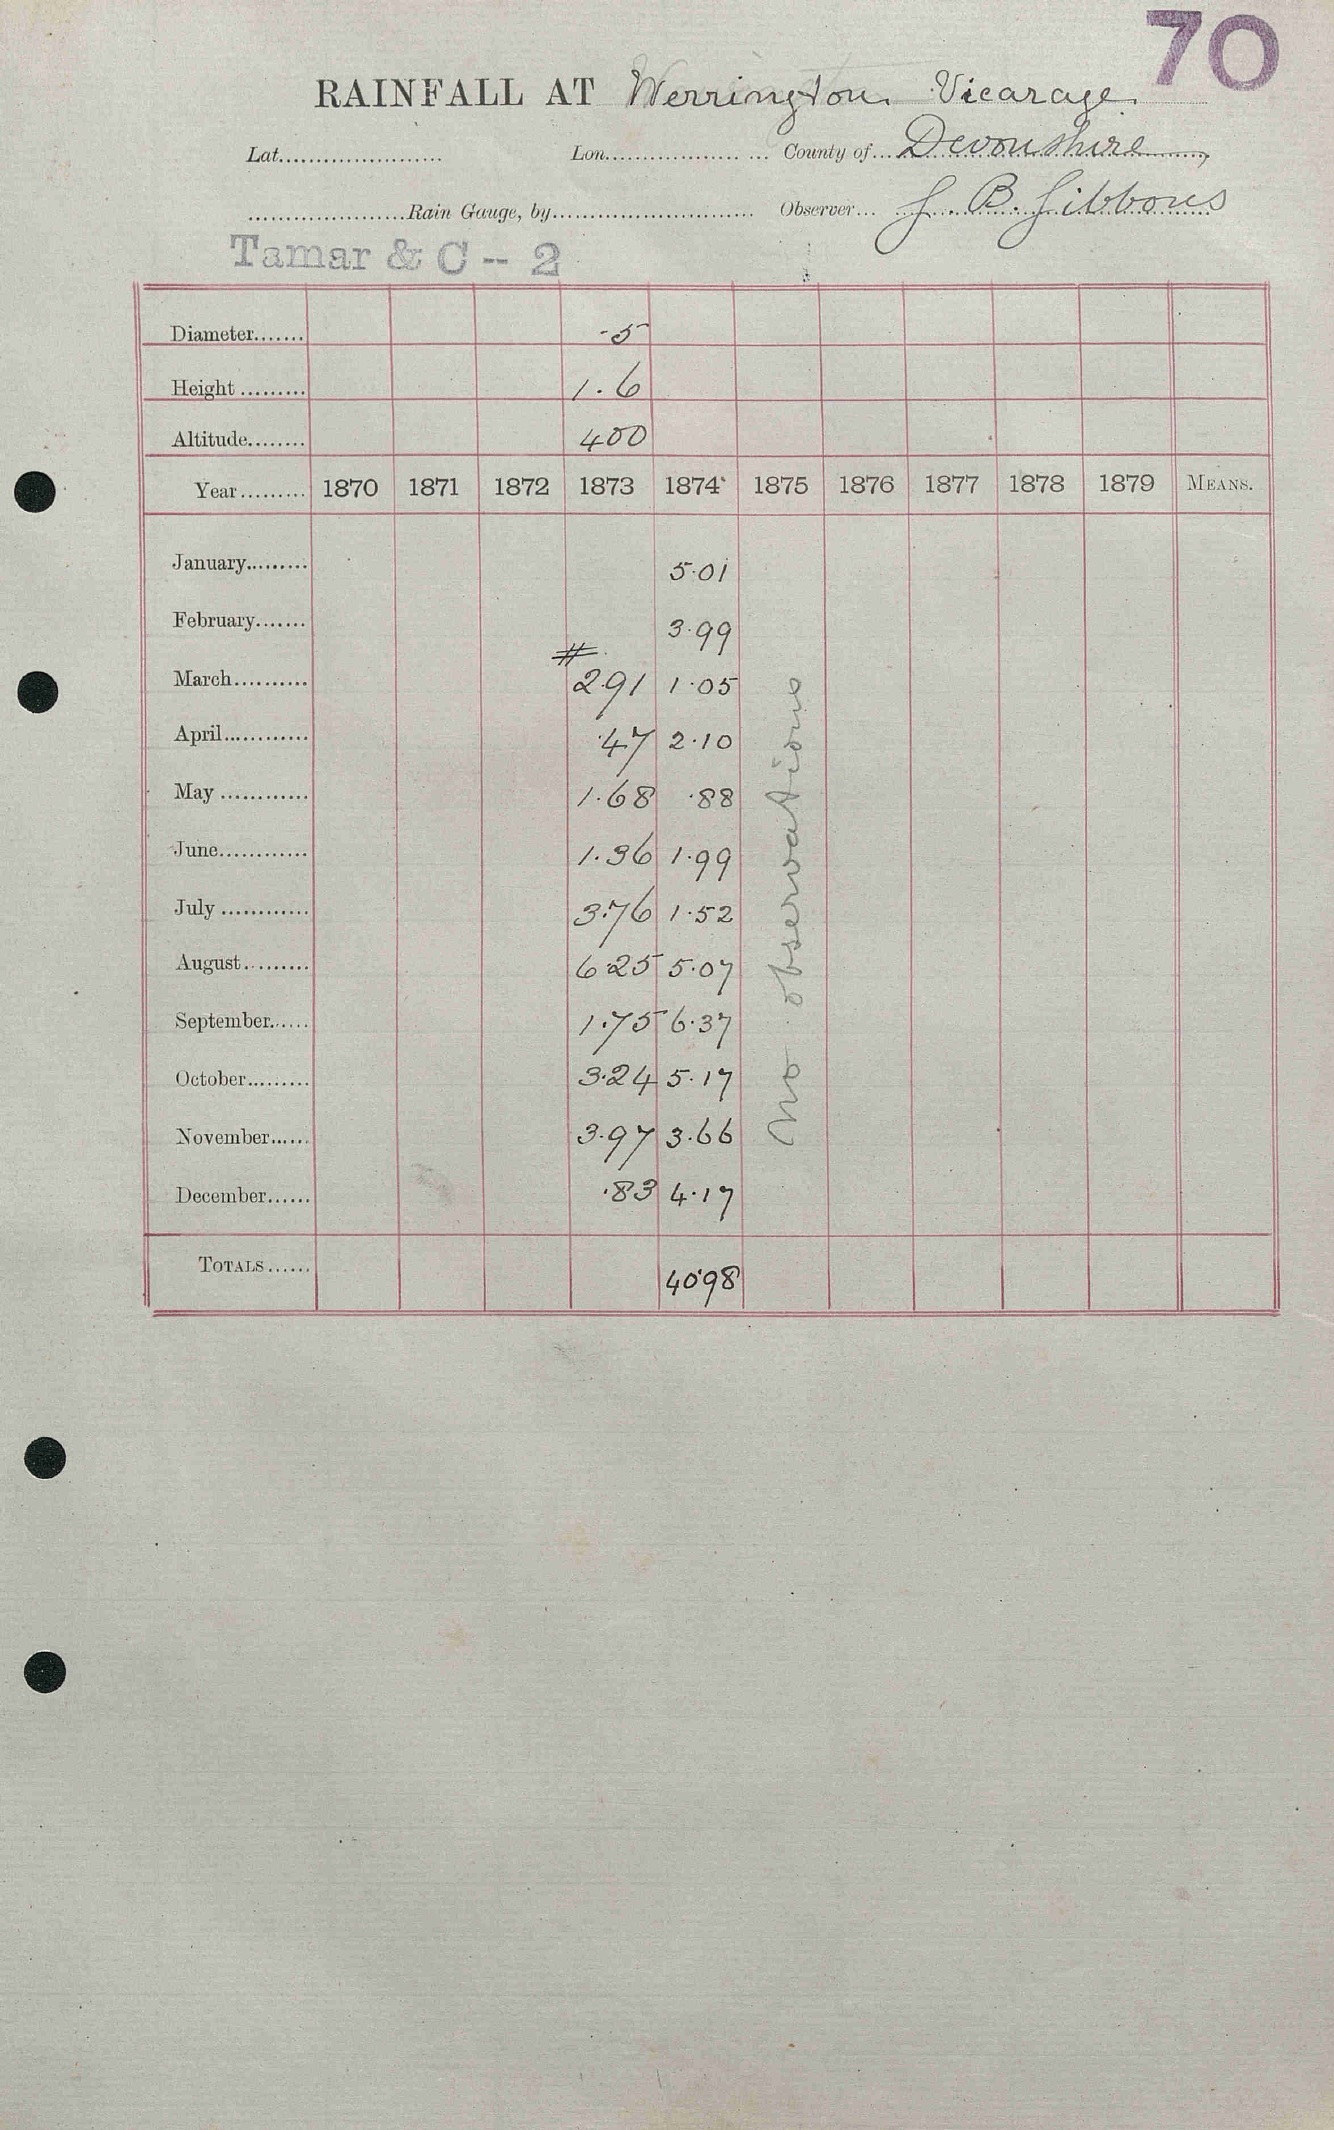 70
RAINFALL AT Werrington Vicarage
Lat...................... Lon.................. ... County of... Devonshire
.....................Rain Gauge, by........................... Observer... J. B. Gibbons
Tamar & C -- 2
Diameter....... 5
Height ......... 1.6
Altitude........ 400
Year......... 1870 1871 1872 1873 1874 1875 1876 1877 1878 1879 MEANS.
January......... 5.01
February....... 3.99
#
March.......... 2.91 1.05
April............ .47 2.10
May ............ 1.68 .88
June............ 1.36 1.99
July ............ 3.76 1.52
August.......... 6.25 5.07
September...... 1.75 6.37
October......... 3.24 5.17
November...... 3.97 3.66
December...... .83 4.17
No observations
TOTALS...... 40.98